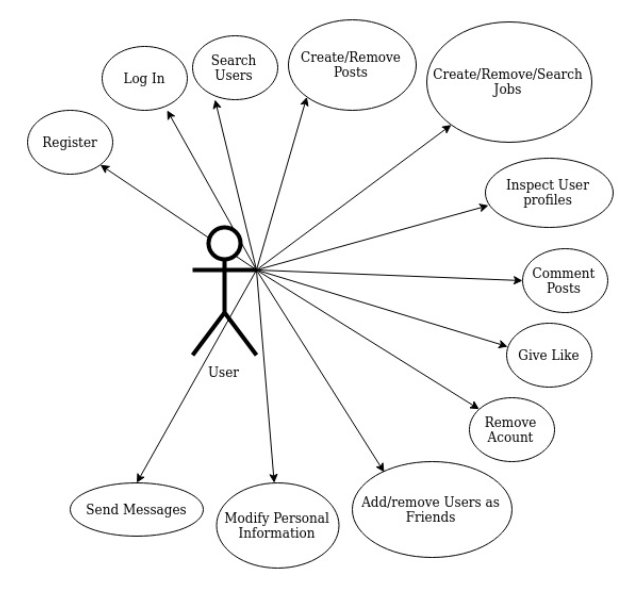 Log In
Search
Users
Create/Remove
Posts
Create/Remove/Search
Jobs
Register
Inspect User
profiles
Comment
Posts
Give Like
User
Remove
Acount
Send Messages
Modify Personal
Information
Add/remove Users as
Friends